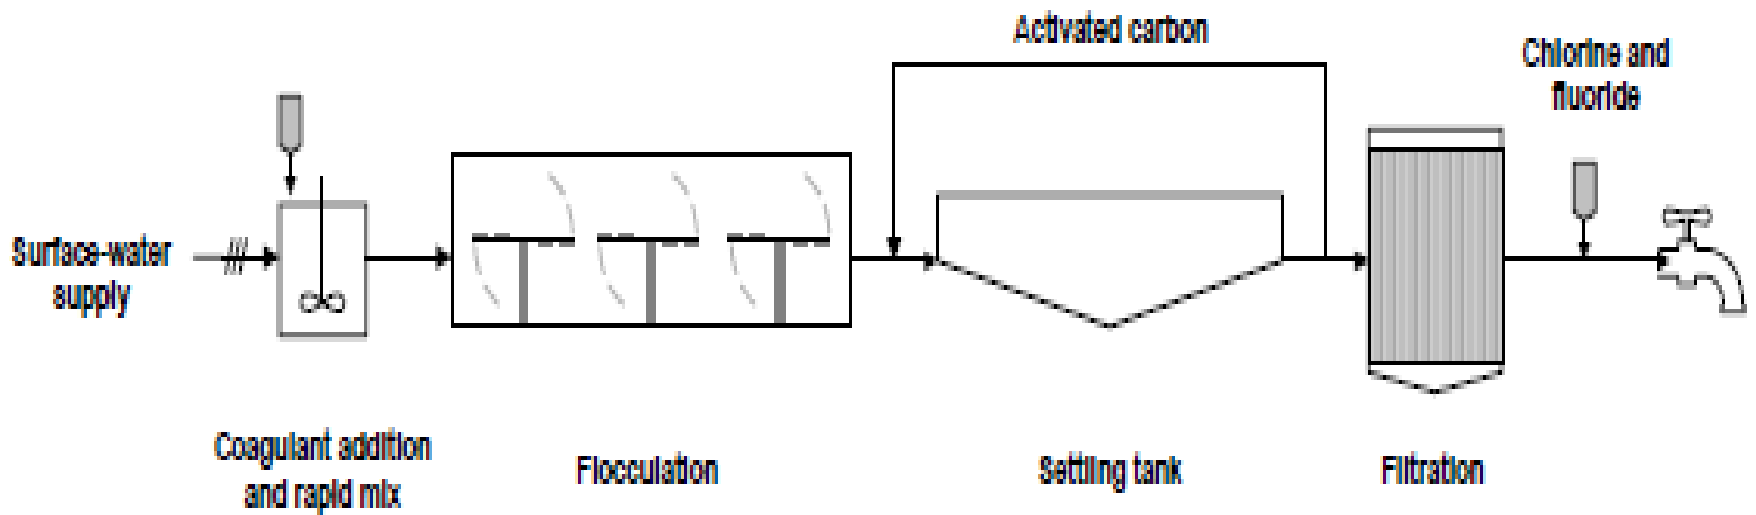 Activated carbon
Chlorine and
fluoride
Surface-water
supply
Coagulant addition
and rapid mix
Flocculation
Settling tank
Filtration